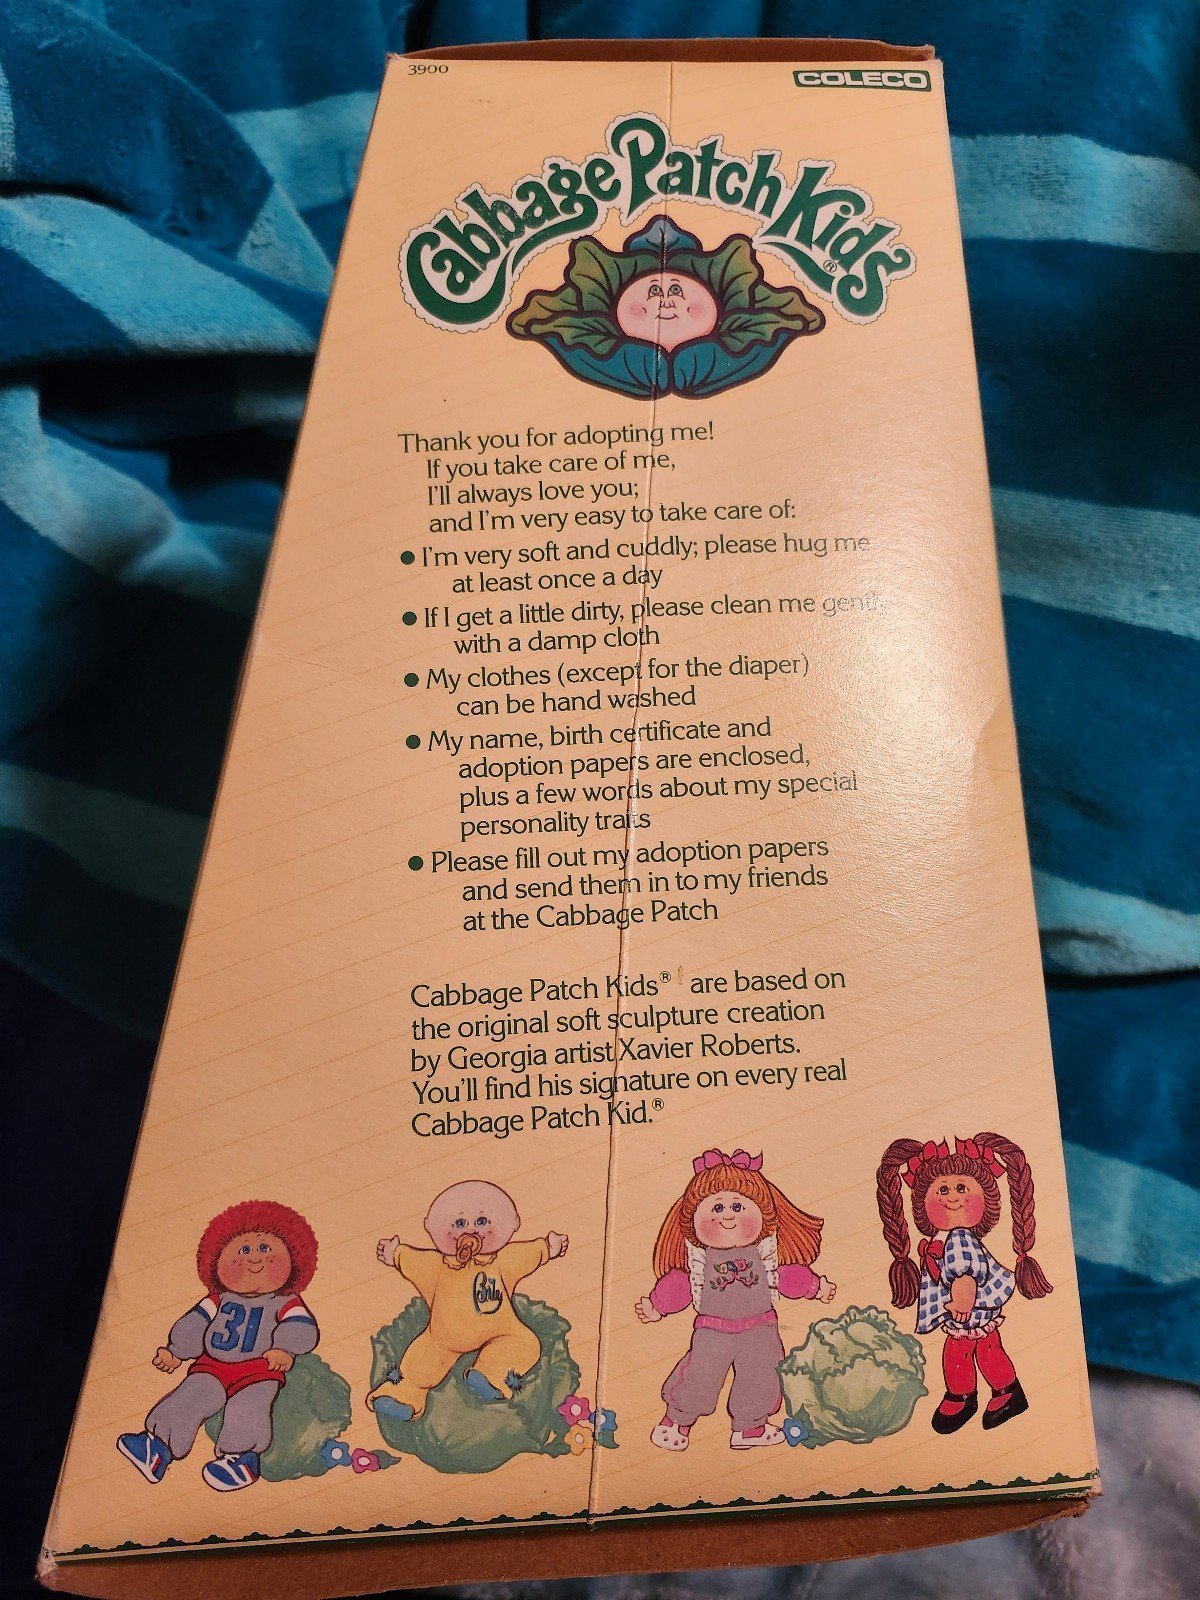 3900
COLECO
Cabbage Patch Kids®
Thank you for adopting me!
If you take care of me,
I'll always love you;
and I'm very easy to take care of:
● I'm very soft and cuddly; please hug me
at least once a day
● If I get a little dirty, please clean me gently
with a damp cloth
● My clothes (except for the diaper)
can be hand washed
● My name, birth certificate and
adoption papers are enclosed,
plus a few words about my special
personality traits
● Please fill out my adoption papers
and send them in to my friends
at the Cabbage Patch
Cabbage Patch Kids® are based on
the original soft sculpture creation
by Georgia artist Xavier Roberts.
You'll find his signature on every real
Cabbage Patch Kid.®
31